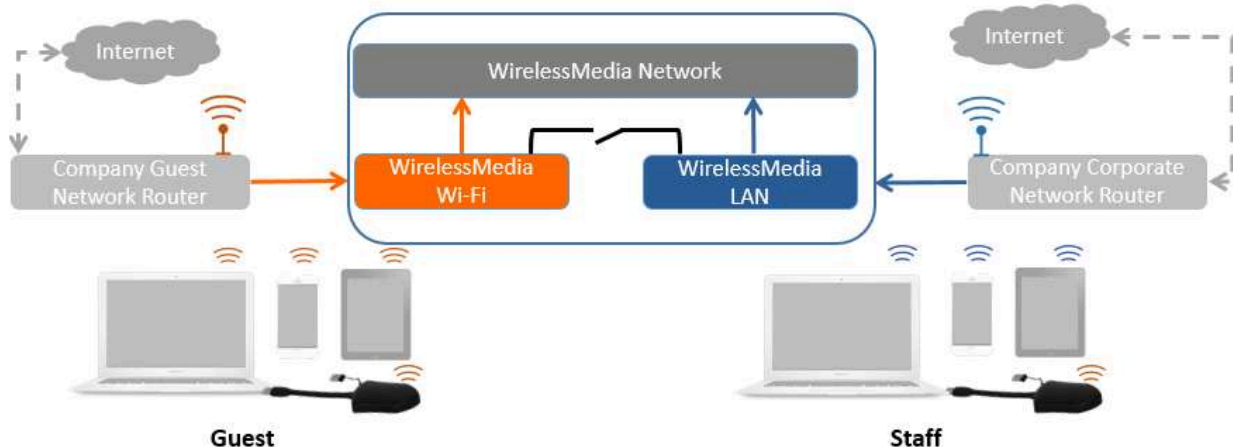 Internet
Internet
WirelessMedia Network
Company Guest
Network Router
WirelessMedia
Wi-Fi
WirelessMedia
LAN
Company Corporate
Network Router
Guest
Staff